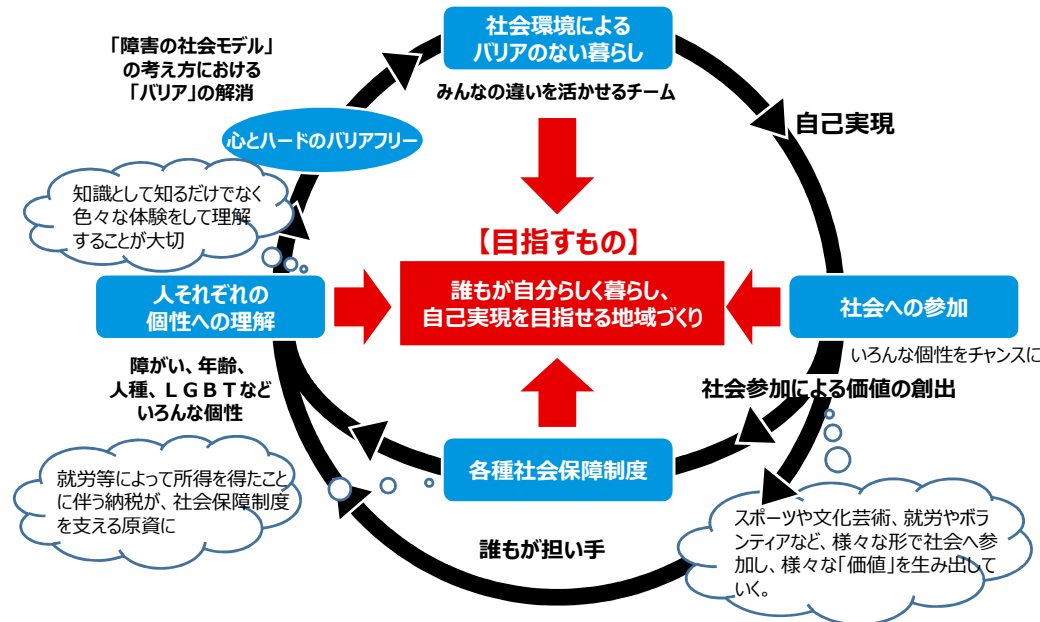 社会環境による
バリアのない暮らし
みんなの違いを活かせるチーム
「障害の社会モデル」
の考え方における
「バリア」の解消
心とハードのバリアフリー
自己実現
知識として知るだけでなく
色々な体験をして理解
することが大切
【目指すもの】
誰もが自分らしく暮らし、
自己実現を目指せる地域づくり
人それぞれの
個性への理解
障がい、年齢、
人種、ＬＧＢＴなど
いろんな個性
社会への参加
いろんな個性をチャンスに
社会参加による価値の創出
各種社会保障制度
就労等によって所得を得たこと
に伴う納税が、社会保障制度
を支える原資に
誰もが担い手
スポーツや文化芸術、就労やボラ
ンティアなど、様々な形で社会へ参
加し、様々な「価値」を生み出して
いく。